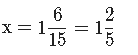 x = 1 6/15 = 1 2/5